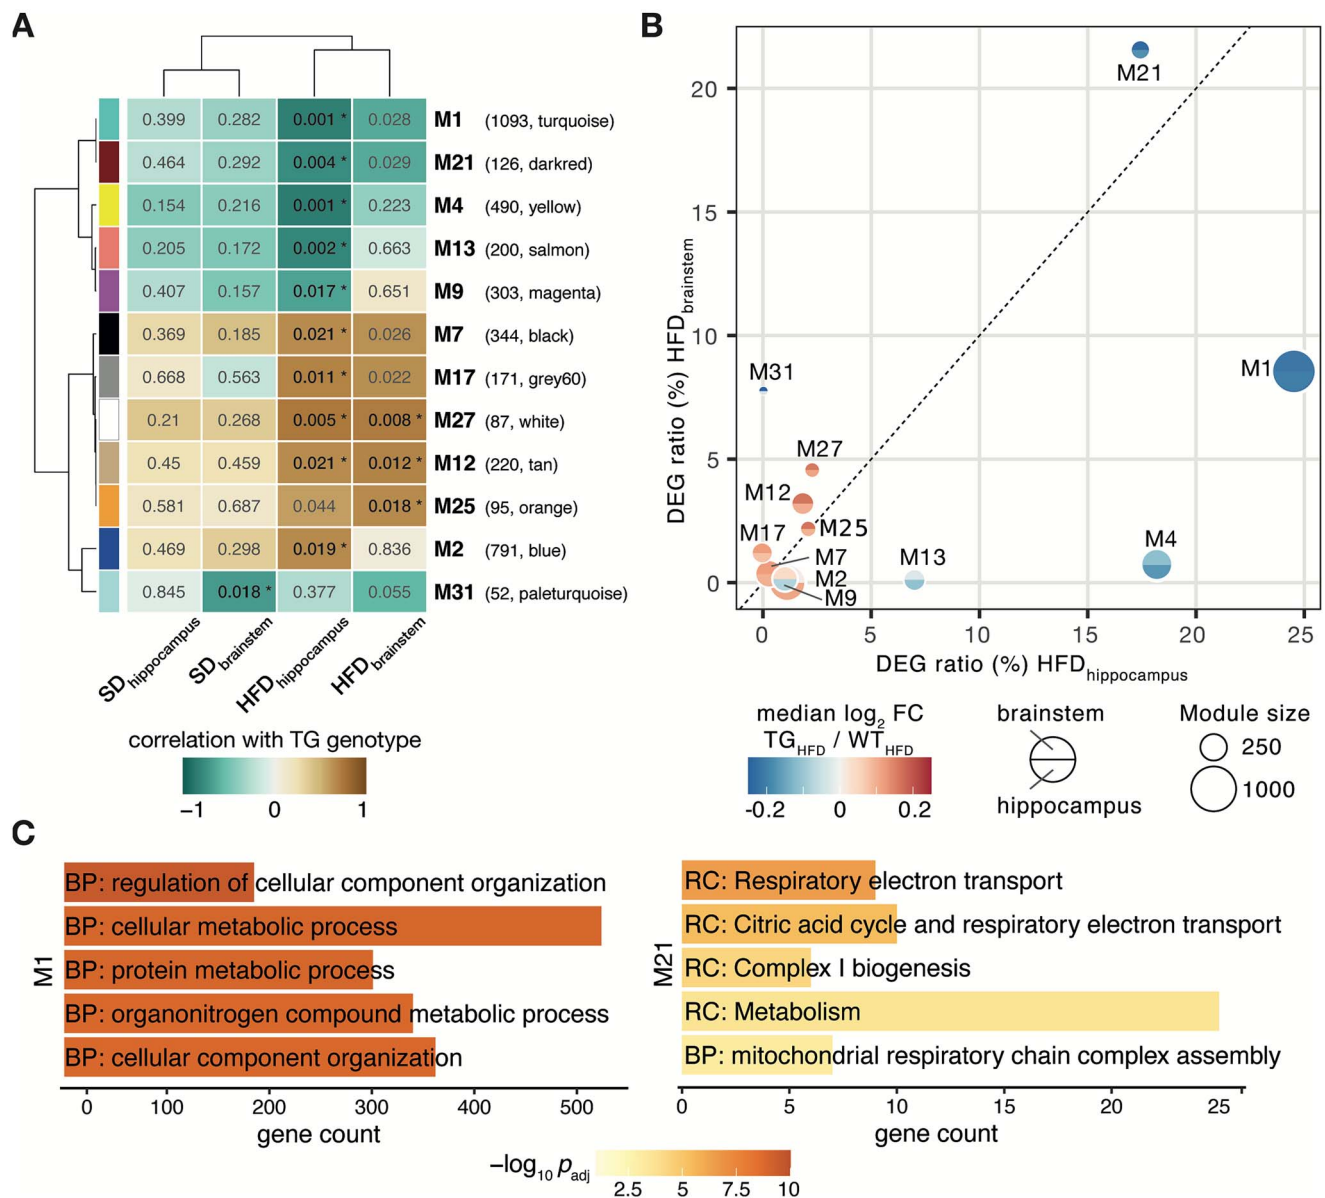 A
0.399 0.282 0.001 * 0.028 M1 (1093, turquoise)
0.464 0.292 0.004 * 0.029 M21 (126, darkred)
0.154 0.216 0.001 * 0.223 M4 (490, yellow)
0.205 0.172 0.002 * 0.663 M13 (200, salmon)
0.407 0.157 0.017 * 0.651 M9 (303, magenta)
0.369 0.185 0.021 * 0.026 M7 (344, black)
0.668 0.563 0.011 * 0.022 M17 (171, grey60)
0.21 0.268 0.005 * 0.008 * M27 (87, white)
0.45 0.459 0.021 * 0.012 * M12 (220, tan)
0.581 0.687 0.044 0.018 * M25 (95, orange)
0.469 0.298 0.019 * 0.836 M2 (791, blue)
0.845 0.018 * 0.377 0.055 M31 (52, paleturquoise)
SD hippocampus
SD brainstem
HFD hippocampus
HFD brainstem
correlation with TG genotype
−1 0 1
B
DEG ratio (%) HFD brainstem
20
15
10
5
0
M21
M1
M31
M27
M12
M25
M17
M7
M2
M9
M13
M4
0 5 10 15 20 25
DEG ratio (%) HFD hippocampus
median log2 FC
TG HFD / WT HFD
-0.2 0 0.2
brainstem
hippocampus
Module size
250
1000
C
M1
BP: regulation of cellular component organization
BP: cellular metabolic process
BP: protein metabolic process
BP: organonitrogen compound metabolic process
BP: cellular component organization
0 100 200 300 400 500
gene count
M21
RC: Respiratory electron transport
RC: Citric acid cycle and respiratory electron transport
RC: Complex I biogenesis
RC: Metabolism
BP: mitochondrial respiratory chain complex assembly
0 5 10 15 20 25
gene count
−log10 p adj
2.5 5 7.5 10